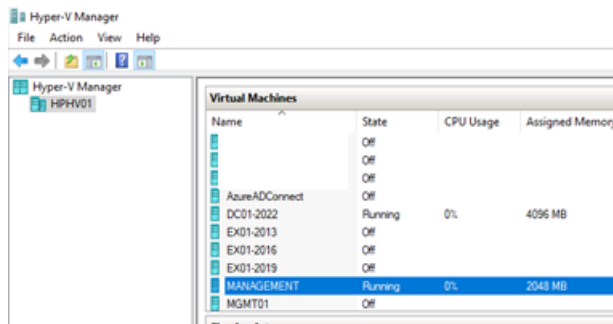 Hyper-V Manager
File Action View Help
Hyper-V Manager
HPHV01
Virtual Machines
Name State CPU Usage Assigned Memory
Off
Off
Off
AzureADConnect Off
DC01-2022 Running 0% 4096 MB
EX01-2013 Off
EX01-2016 Off
EX01-2019 Off
MANAGEMENT Running 0% 2048 MB
MGMT01 Off